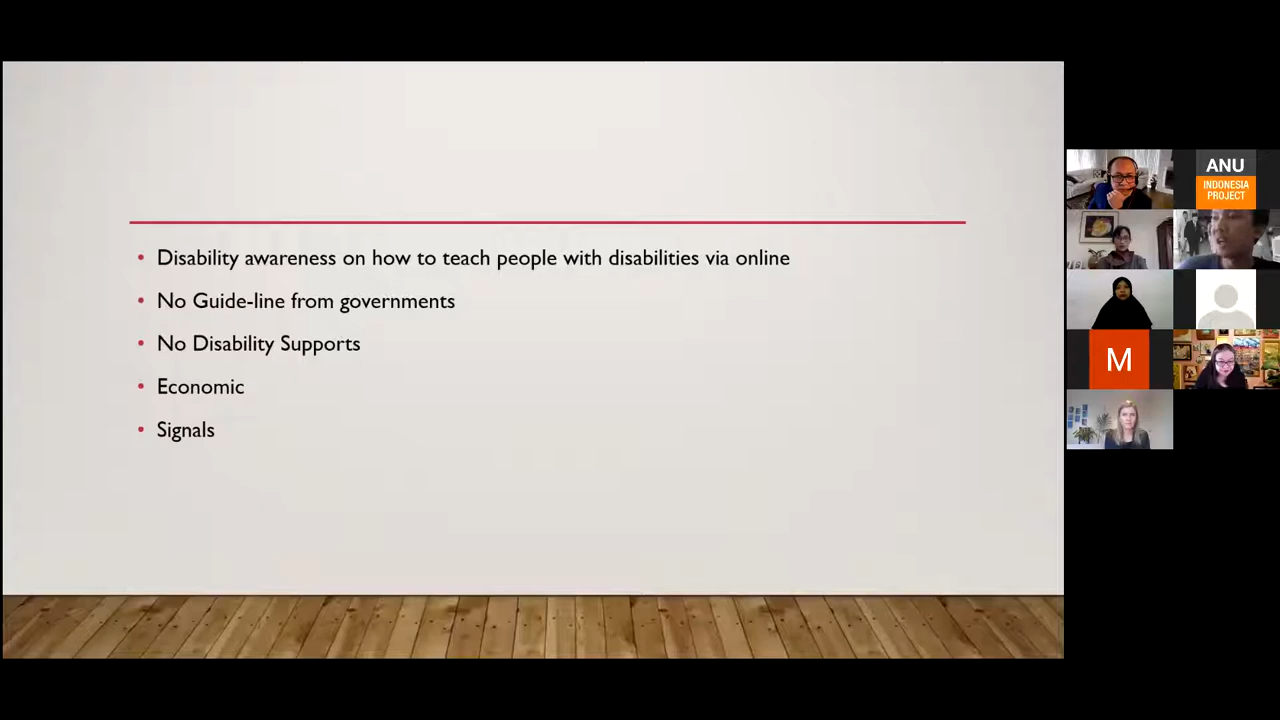 Disability awareness on how to teach people with disabilities via online
No Guide-line from governments
No Disability Supports
Economic
Signals
ANU
INDONESIA
PROJECT
M